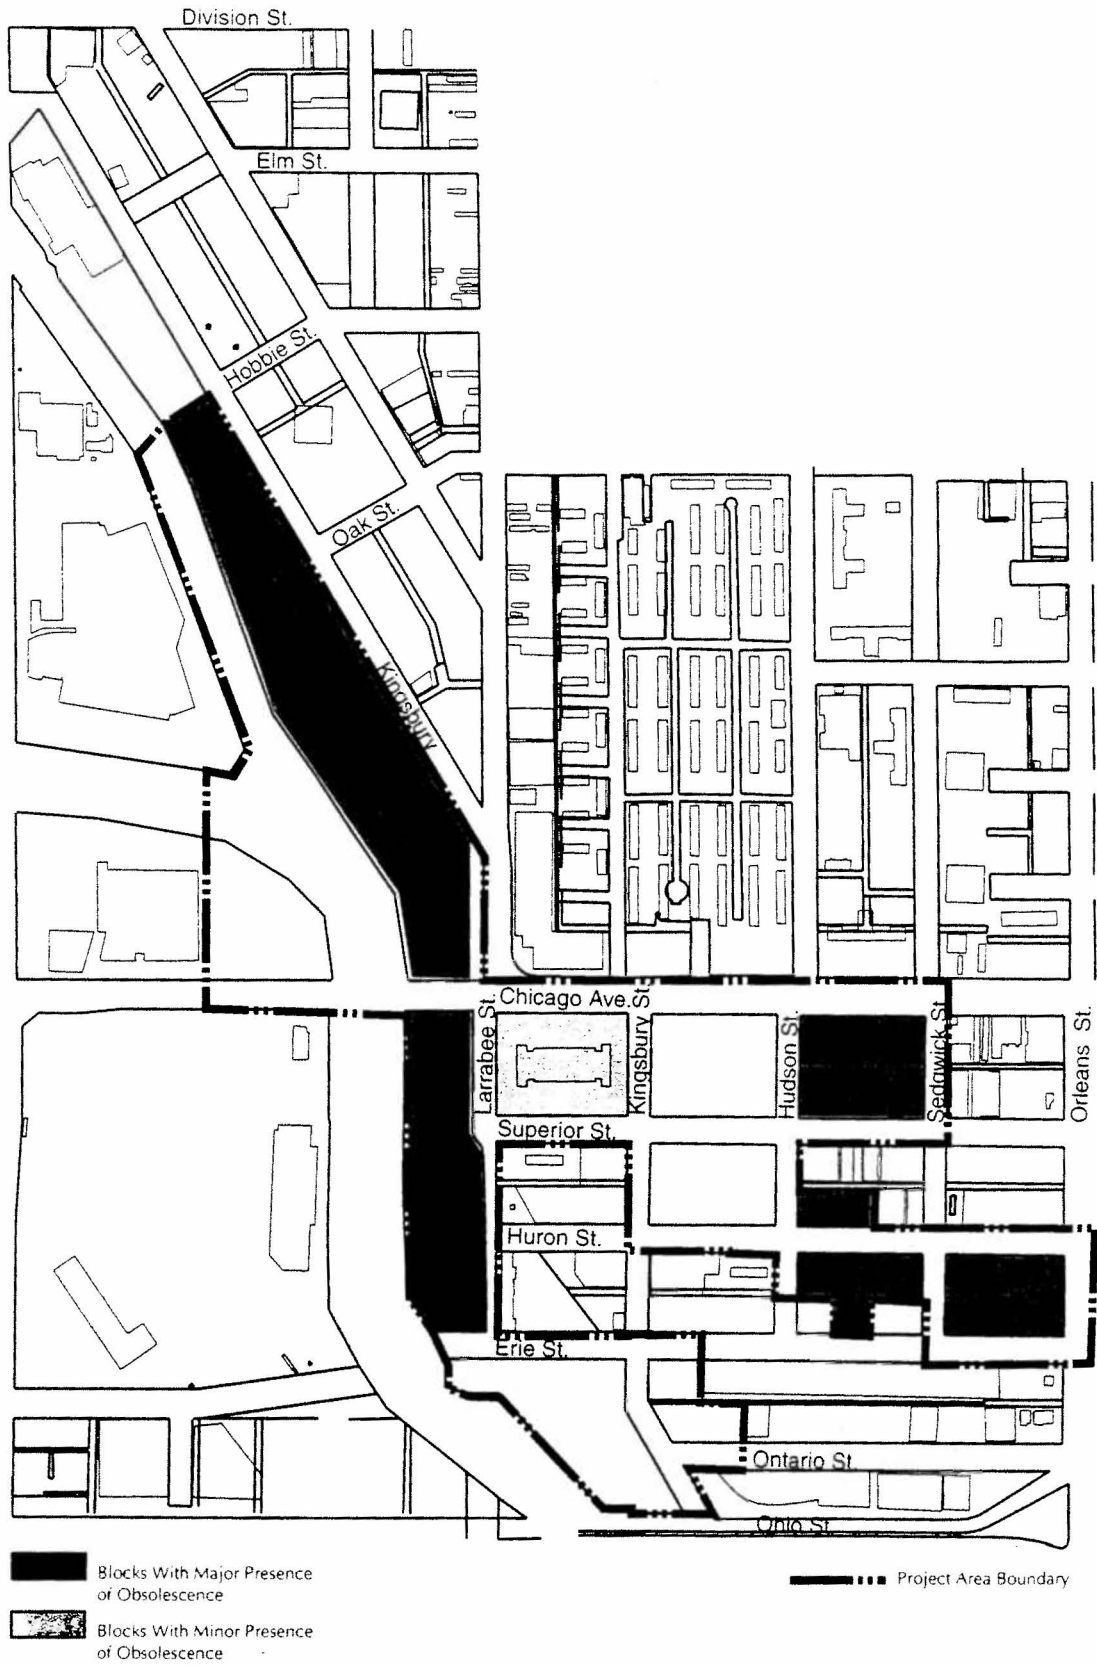 Division St.
Elm St.
Hobbie St.
Oak St.
Kingsbury
Chicago Ave.
Larrabee St.
Kingsbury St.
Hudson St.
Sedgwick St
Orleans St.
Superior St.
Huron St.
Erie St.
Ontario St.
Ohio St.
Blocks With Major Presence
of Obsolescence
Project Area Boundary
Blocks With Minor Presence
of Obsolescence